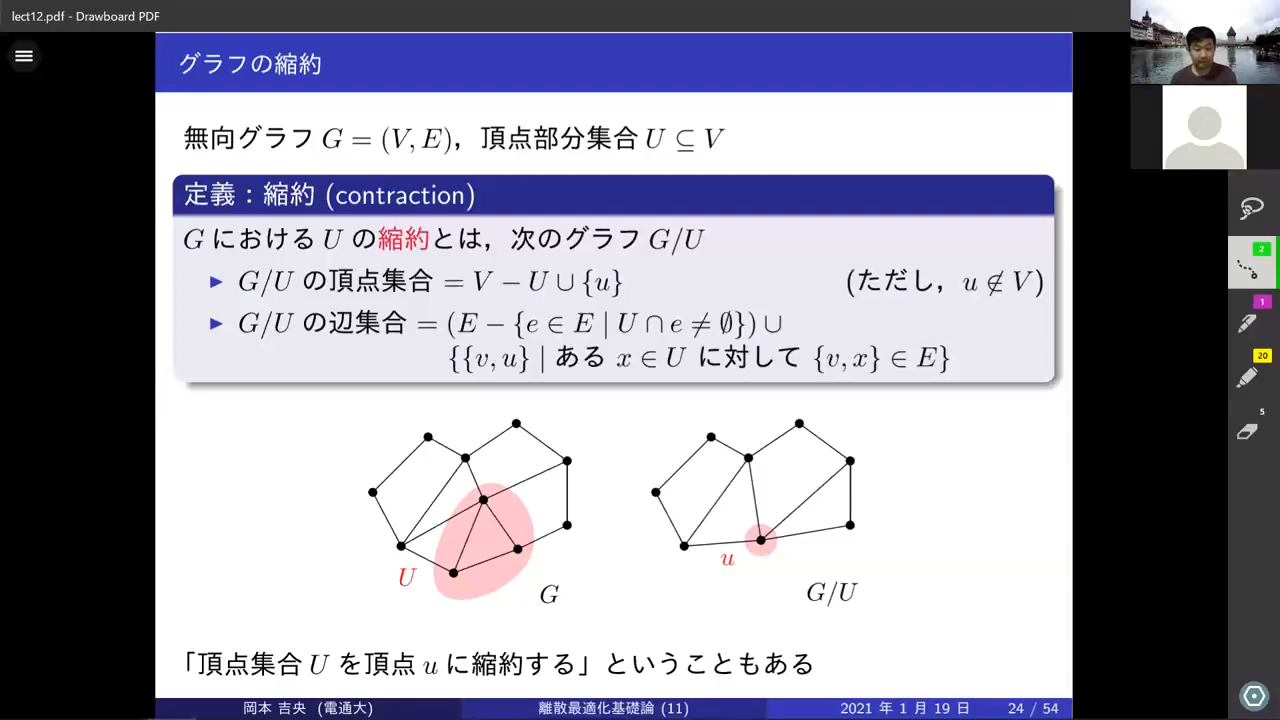 lect12.pdf - Drawboard PDF
グラフの縮約
無向グラフ G = (V, E)，頂点部分集合 U ⊆ V
定義：縮約 (contraction)
G における U の縮約とは，次のグラフ G/U
▶ G/U の頂点集合 = V − U ∪ {u} (ただし，u ∉ V)
▶ G/U の辺集合 = (E − {e ∈ E | U ∩ e ≠ ∅}) ∪
{{v, u} | ある x ∈ U に対して {v, x} ∈ E}
U
G
u
G/U
「頂点集合 U を頂点 u に縮約する」ということもある
岡本 吉央 (電通大)
離散最適化基礎論 (11)
2021 年 1 月 19 日
24 / 54
2
1
20
5